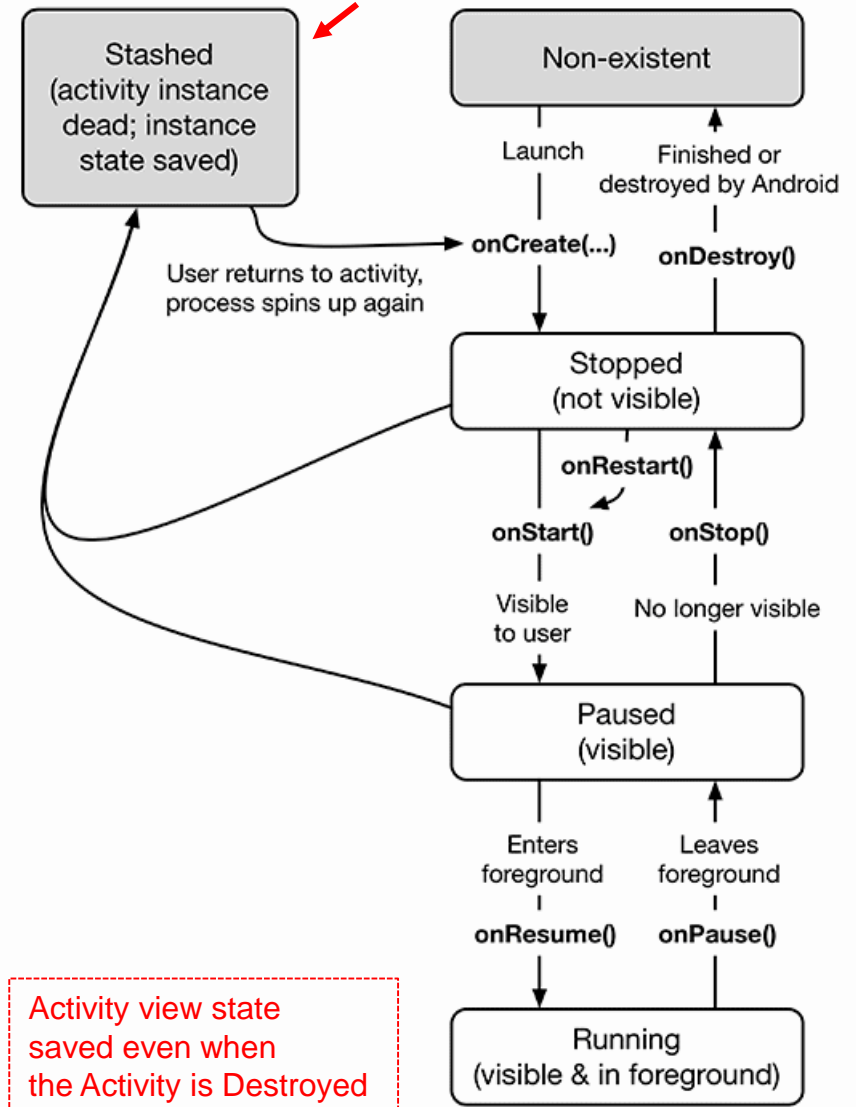 Stashed
(activity instance
dead; instance
state saved)
Non-existent
Launch
Finished or
destroyed by Android
onCreate(...)
onDestroy()
User returns to activity,
process spins up again
Stopped
(not visible)
onRestart()
onStart()
onStop()
Visible
to user
No longer visible
Paused
(visible)
Enters
foreground
Leaves
foreground
onResume()
onPause()
Running
(visible & in foreground)
Activity view state
saved even when
the Activity is Destroyed